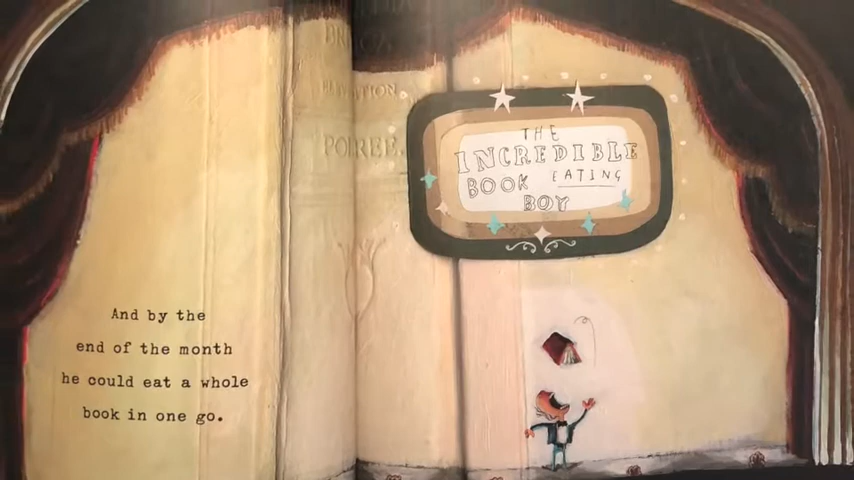 And by the
end of the month
he could eat a whole
book in one go.
THE
INCREDIBLE
BOOK EATING
BOY